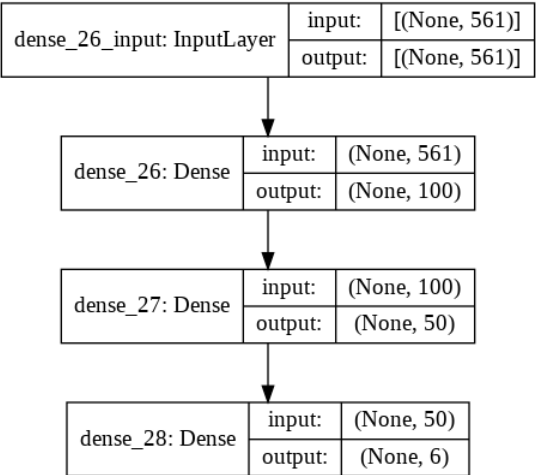 dense_26_input: InputLayer
input: [(None, 561)]
output: [(None, 561)]
dense_26: Dense
input: (None, 561)
output: (None, 100)
dense_27: Dense
input: (None, 100)
output: (None, 50)
dense_28: Dense
input: (None, 50)
output: (None, 6)